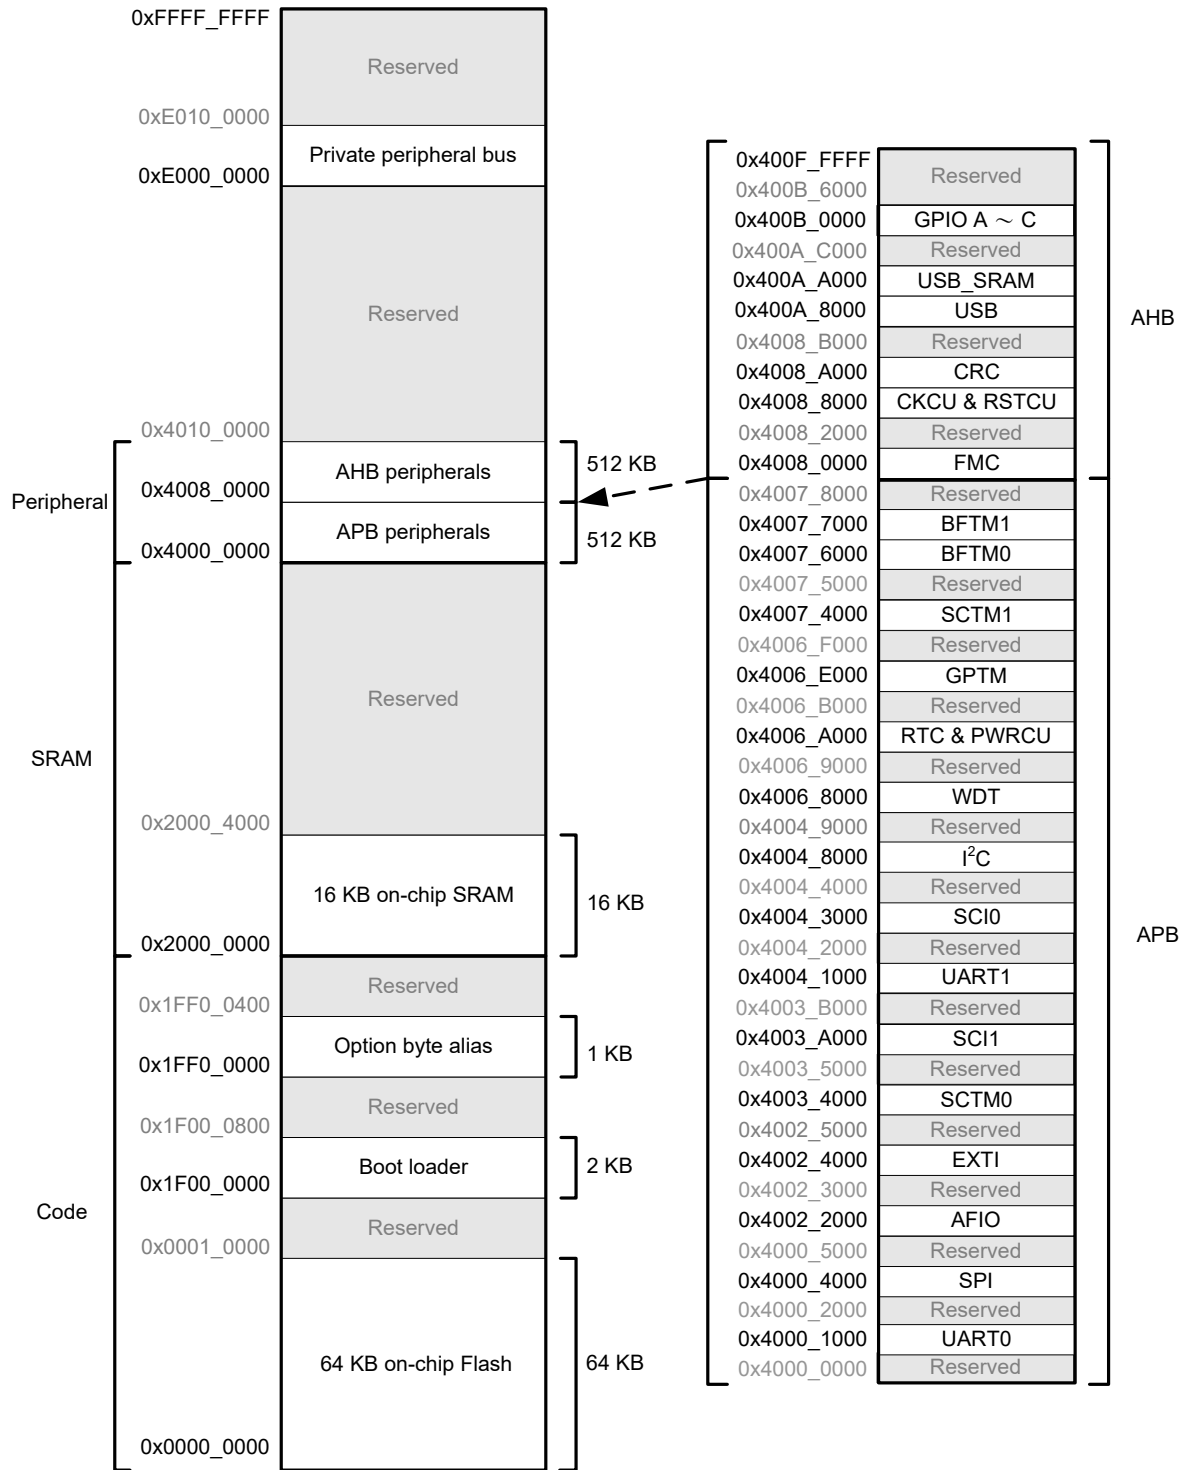 0xFFFF_FFFF
Reserved
0xE010_0000
Private peripheral bus
0xE000_0000
Reserved
0x4010_0000
AHB peripherals
512 KB
Peripheral
0x4008_0000
APB peripherals
512 KB
0x4000_0000
Reserved
SRAM
0x2000_4000
16 KB on-chip SRAM
16 KB
0x2000_0000
Reserved
0x1FF0_0400
Option byte alias
1 KB
0x1FF0_0000
Reserved
0x1F00_0800
Boot loader
2 KB
0x1F00_0000
Code
Reserved
0x0001_0000
64 KB on-chip Flash
64 KB
0x0000_0000
0x400F_FFFF
Reserved
0x400B_6000
0x400B_0000 GPIO A ~ C
0x400A_C000 Reserved
0x400A_A000 USB_SRAM
0x400A_8000 USB
AHB
0x4008_B000 Reserved
0x4008_A000 CRC
0x4008_8000 CKCU & RSTCU
0x4008_2000 Reserved
0x4008_0000 FMC
0x4007_8000 Reserved
0x4007_7000 BFTM1
0x4007_6000 BFTM0
0x4007_5000 Reserved
0x4007_4000 SCTM1
0x4006_F000 Reserved
0x4006_E000 GPTM
0x4006_B000 Reserved
0x4006_A000 RTC & PWRCU
0x4006_9000 Reserved
0x4006_8000 WDT
0x4004_9000 Reserved
0x4004_8000 I²C
0x4004_4000 Reserved
0x4004_3000 SCI0
APB
0x4004_2000 Reserved
0x4004_1000 UART1
0x4003_B000 Reserved
0x4003_A000 SCI1
0x4003_5000 Reserved
0x4003_4000 SCTM0
0x4002_5000 Reserved
0x4002_4000 EXTI
0x4002_3000 Reserved
0x4002_2000 AFIO
0x4000_5000 Reserved
0x4000_4000 SPI
0x4000_2000 Reserved
0x4000_1000 UART0
0x4000_0000 Reserved